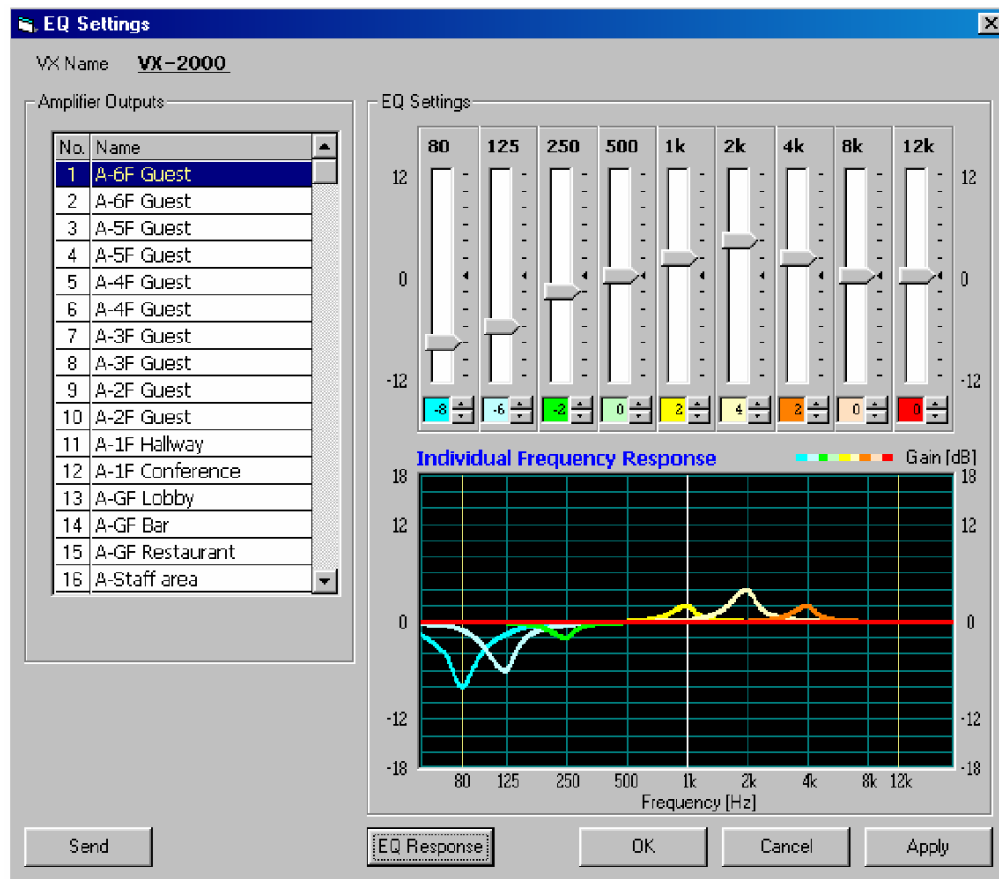 EQ Settings
VX Name VX-2000
Amplifier Outputs
No. Name
1 A-6F Guest
2 A-6F Guest
3 A-5F Guest
4 A-5F Guest
5 A-4F Guest
6 A-4F Guest
7 A-3F Guest
8 A-3F Guest
9 A-2F Guest
10 A-2F Guest
11 A-1F Hallway
12 A-1F Conference
13 A-GF Lobby
14 A-GF Bar
15 A-GF Restaurant
16 A-Staff area
EQ Settings
80 125 250 500 1k 2k 4k 8k 12k
12 12
0 0
-12 -12
-8 -6 -2 0 2 4 2 0 0
Individual Frequency Response Gain [dB]
18 18
12 12
0 0
-12 -12
-18 -18
80 125 250 500 1k 2k 4k 8k 12k
Frequency [Hz]
Send EQ Response OK Cancel Apply